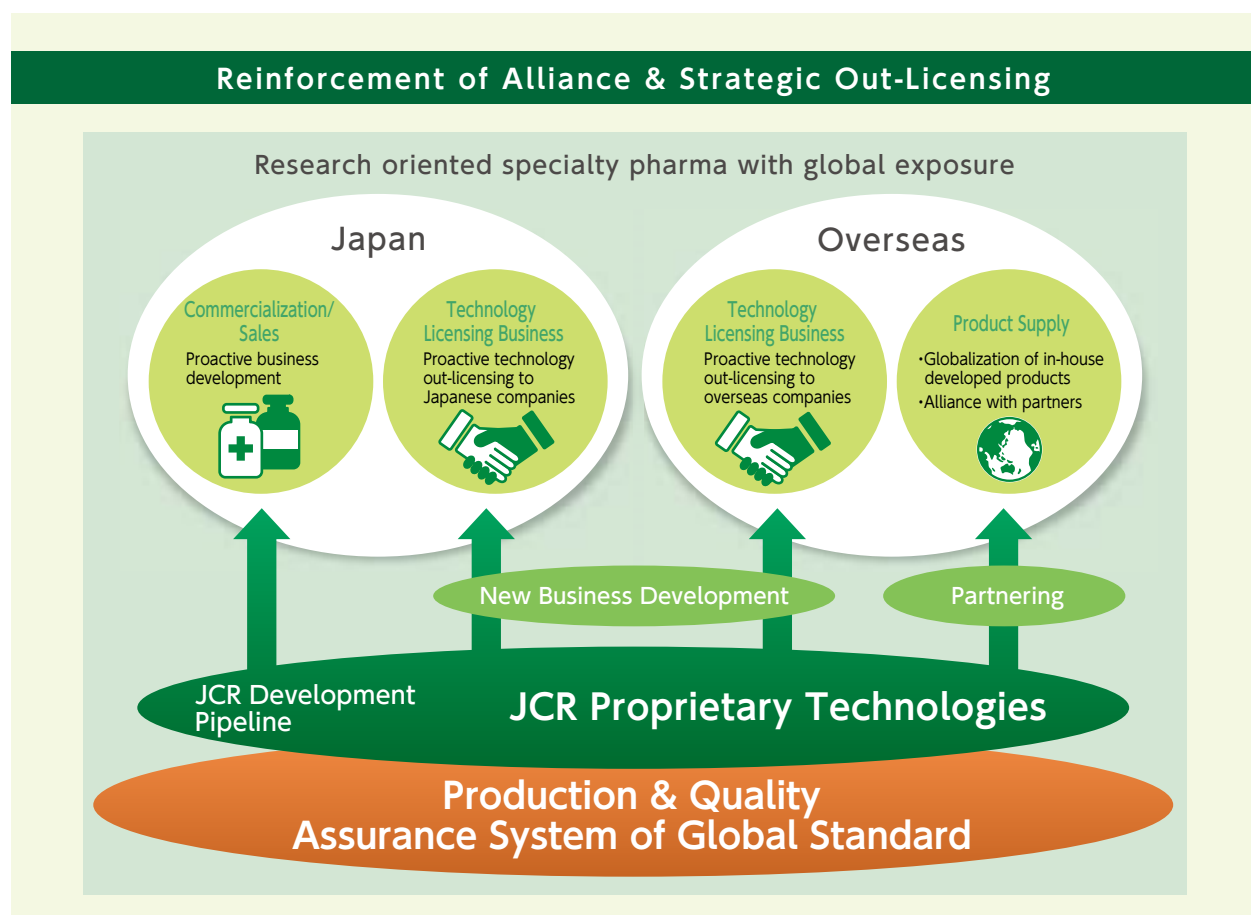 Reinforcement of Alliance & Strategic Out-Licensing
Research oriented specialty pharma with global exposure
Japan
Commercialization/
Sales
Proactive business
development
Technology
Licensing Business
Proactive technology
out-licensing to
Japanese companies
Overseas
Technology
Licensing Business
Proactive technology
out-licensing to
overseas companies
Product Supply
・Globalization of in-house
developed products
・Alliance with partners
New Business Development
Partnering
JCR Development
Pipeline
JCR Proprietary Technologies
Production & Quality
Assurance System of Global Standard